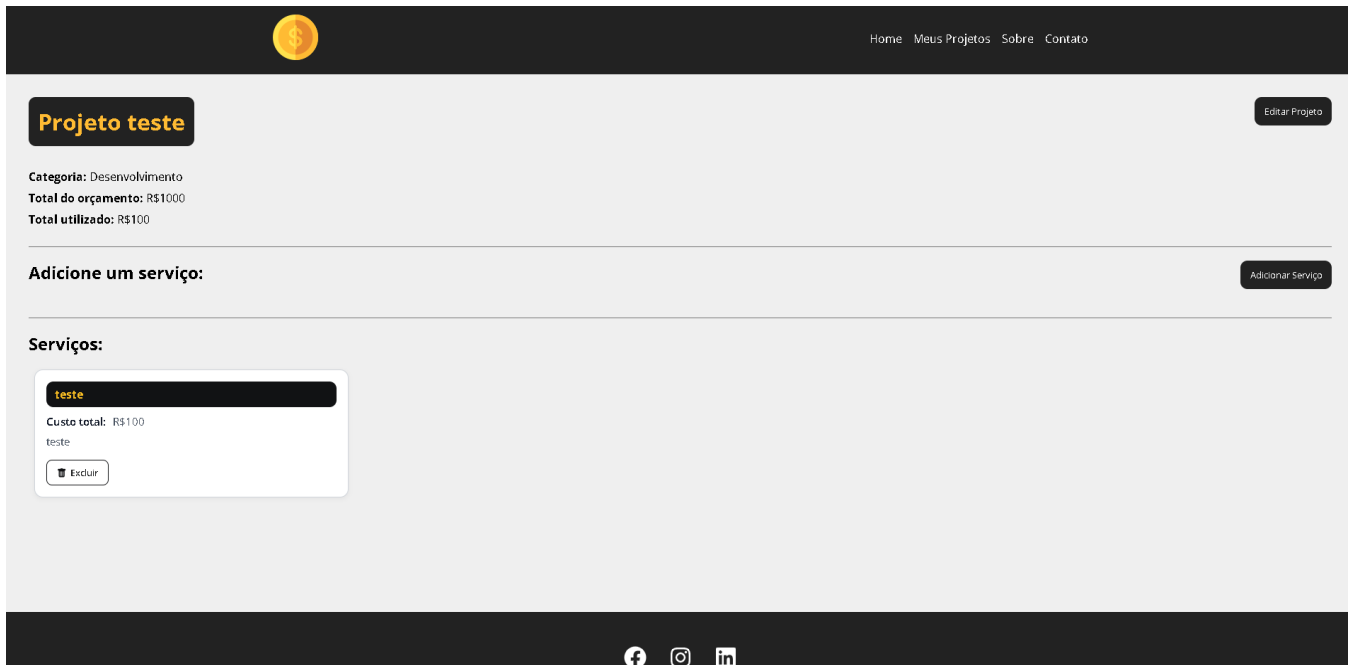 $
Home Meus Projetos Sobre Contato
Projeto teste
Editar Projeto
Categoria: Desenvolvimento
Total do orçamento: R$1000
Total utilizado: R$100
Adicione um serviço:
Adicionar Serviço
Serviços:
teste
Custo total: R$100
teste
Excluir